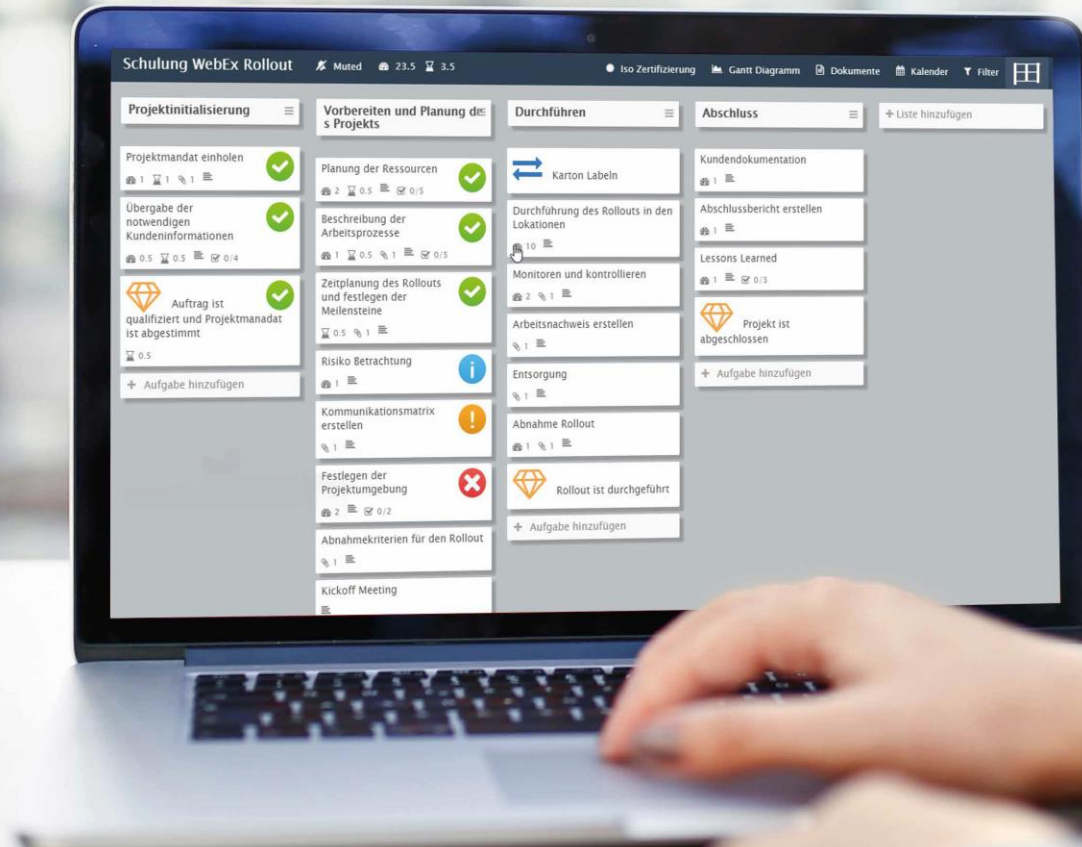 Schulung WebEx Rollout Muted 23.5 3.5 Iso Zertifizierung Gantt Diagramm Dokumente Kalender Filter
Projektinitialisierung
Projektmandat einholen
1 1 1
Übergabe der
notwendigen
Kundeninformationen
0.5 0.5 0/4
Auftrag ist
qualifiziert und Projektmanadat
ist abgestimmt
0.5
+ Aufgabe hinzufügen
Vorbereiten und Planung de
s Projekts
Planung der Ressourcen
2 0.5 0/5
Beschreibung der
Arbeitsprozesse
1 0.5 1 0/5
Zeitplanung des Rollouts
und festlegen der
Meilensteine
0.5 1
Risiko Betrachtung
1
Kommunikationsmatrix
erstellen
1
Festlegen der
Projektumgebung
2 0/2
Abnahmekriterien für den Rollout
1
Kickoff Meeting
Durchführen
Karton Labeln
Durchführung des Rollouts in den
Lokationen
10
Monitoren und kontrollieren
2 1
Arbeitsnachweis erstellen
1
Entsorgung
1
Abnahme Rollout
1 1
Rollout ist durchgeführt
+ Aufgabe hinzufügen
Abschluss
Kundendokumentation
1
Abschlussbericht erstellen
1
Lessons Learned
1 0/3
Projekt ist
abgeschlossen
+ Aufgabe hinzufügen
+ Liste hinzufügen